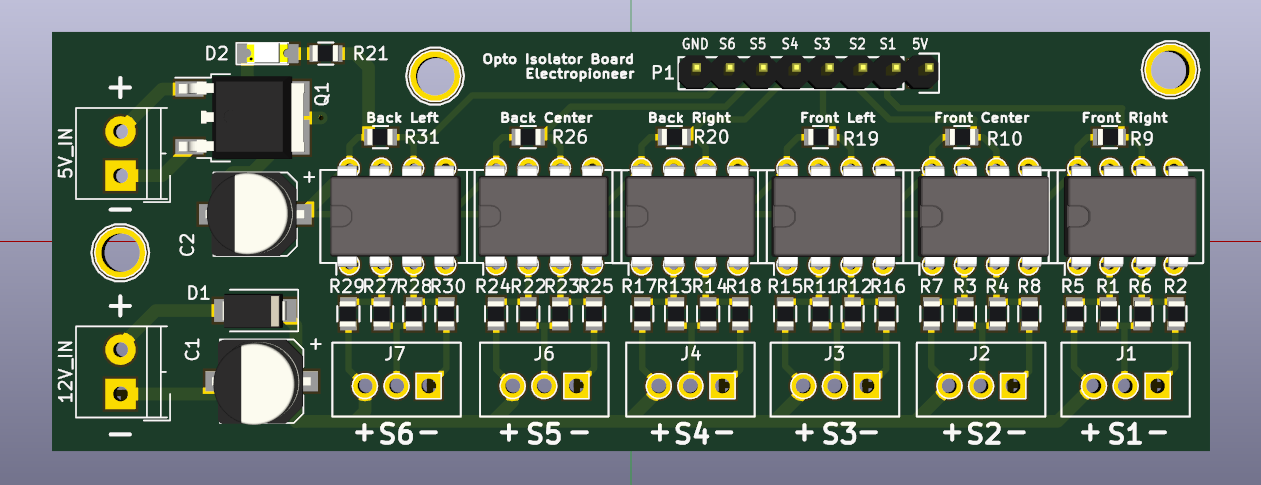 D2
R21
Opto Isolator Board
Electropioneer
GND S6 S5 S4 S3 S2 S1 5V
P1
+
5V_IN
−
Q1
Back Left
R31
Back Center
R26
Back Right
R20
Front Left
R19
Front Center
R10
Front Right
R9
+
C2
D1
+
12V_IN
−
C1
+
R29 R27 R28 R30
R24 R22 R23 R25
R17 R13 R14 R18
R15 R11 R12 R16
R7 R3 R4 R8
R5 R1 R6 R2
J7
J6
J4
J3
J2
J1
+S6−
+S5−
+S4−
+S3−
+S2−
+S1−